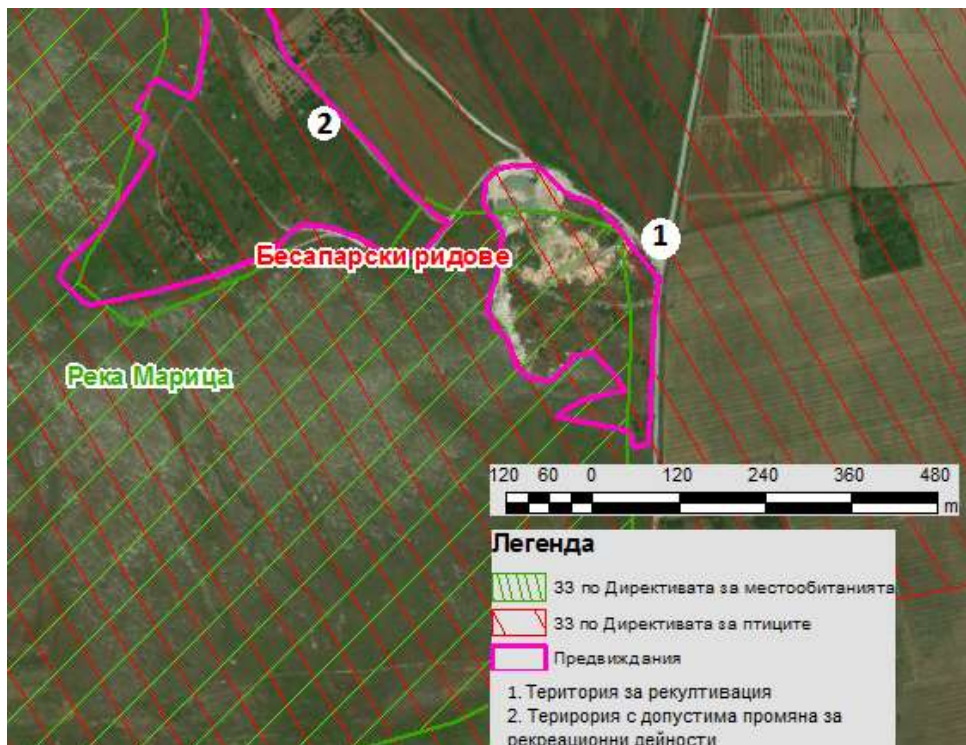 2
1
Бесапарски ридове
Река Марица
120 60 0 120 240 360 480
m
Легенда
ЗЗ по Директивата за местообитанията
ЗЗ по Директивата за птиците
Предвиждания
1. Територия за рекултивация
2. Терирория с допустима промяна за
рекреационни дейности